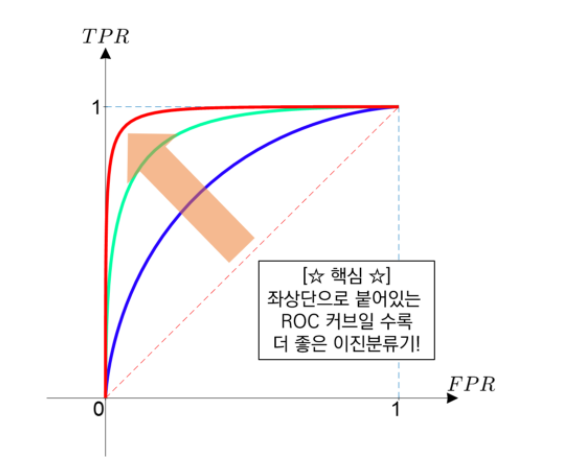 TPR
1
[☆ 핵심 ☆]
좌상단으로 붙어있는
ROC 커브일 수록
더 좋은 이진분류기!
FPR
0
1